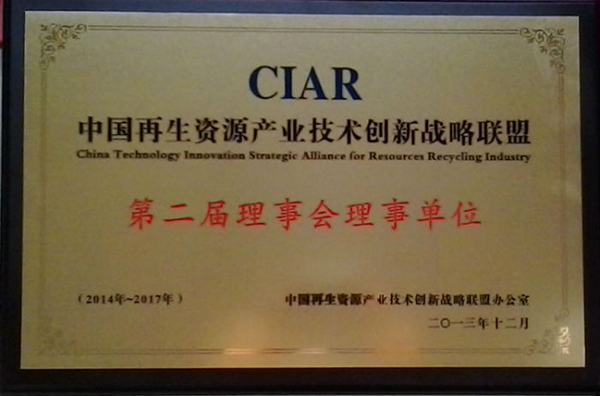 CIAR
中国再生资源产业技术创新战略联盟
China Technology Innovation Strategic Alliance for Resources Recycling Industry
第二届理事会理事单位
（2014年~2017年）
中国再生资源产业技术创新战略联盟办公室
二〇一三年十二月